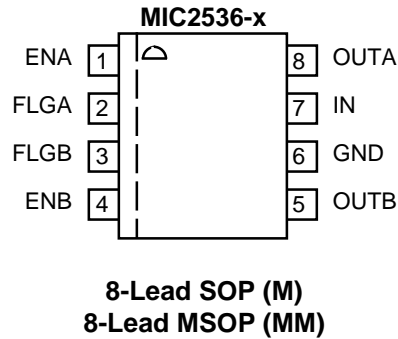 MIC2536-x
ENA 1 8 OUTA
FLGA 2 7 IN
FLGB 3 6 GND
ENB 4 5 OUTB
8-Lead SOP (M)
8-Lead MSOP (MM)